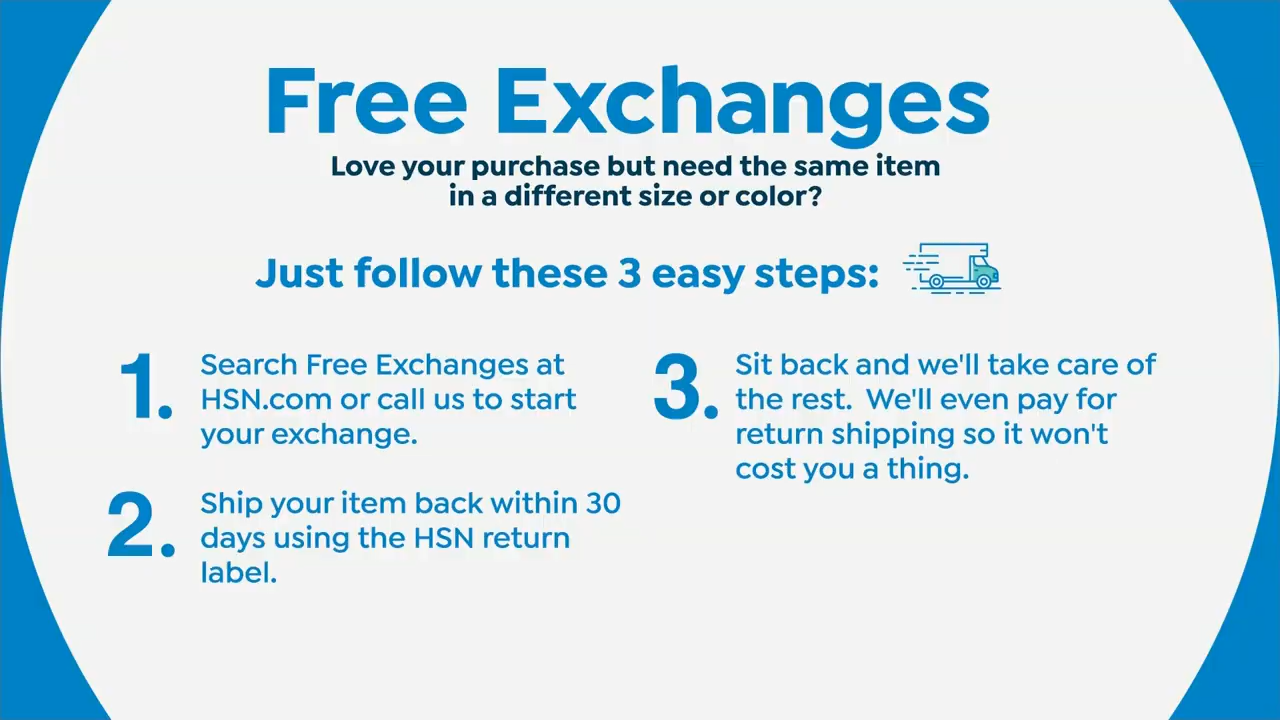 Free Exchanges
Love your purchase but need the same item
in a different size or color?
Just follow these 3 easy steps:
1. Search Free Exchanges at
HSN.com or call us to start
your exchange.
2. Ship your item back within 30
days using the HSN return
label.
3. Sit back and we'll take care of
the rest.  We'll even pay for
return shipping so it won't
cost you a thing.